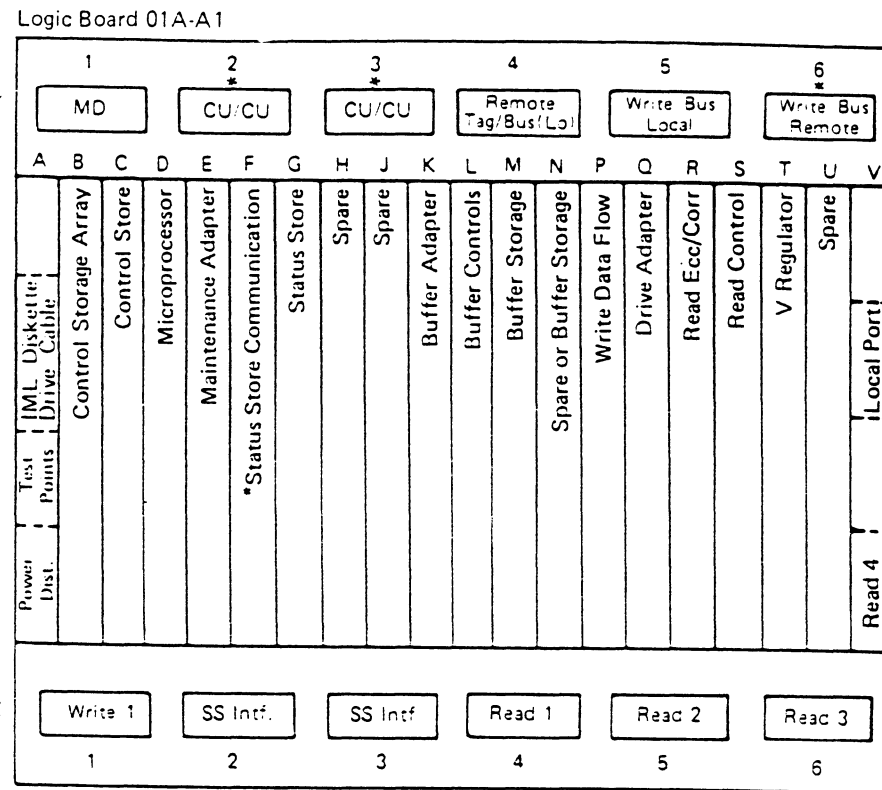 Logic Board 01A-A1
1 2 3 4 5 6
* * *
MD
CU/CU
CU/CU
Remote
Tag/Bus(Lo)
Write Bus
Local
Write Bus
Remote
A B C D E F G H J K L M N P Q R S T U V
IML Diskette
Drive Cable
Test
Points
Power
Dist.
Control Storage Array
Control Store
Microprocessor
Maintenance Adapter
*Status Store Communication
Status Store
Spare
Spare
Buffer Adapter
Buffer Controls
Buffer Storage
Spare or Buffer Storage
Write Data Flow
Drive Adapter
Read Ecc/Corr
Read Control
V Regulator
Spare
Local Port
Read 4
Write 1
SS Intf.
SS Intf
Read 1
Read 2
Read 3
1 2 3 4 5 6